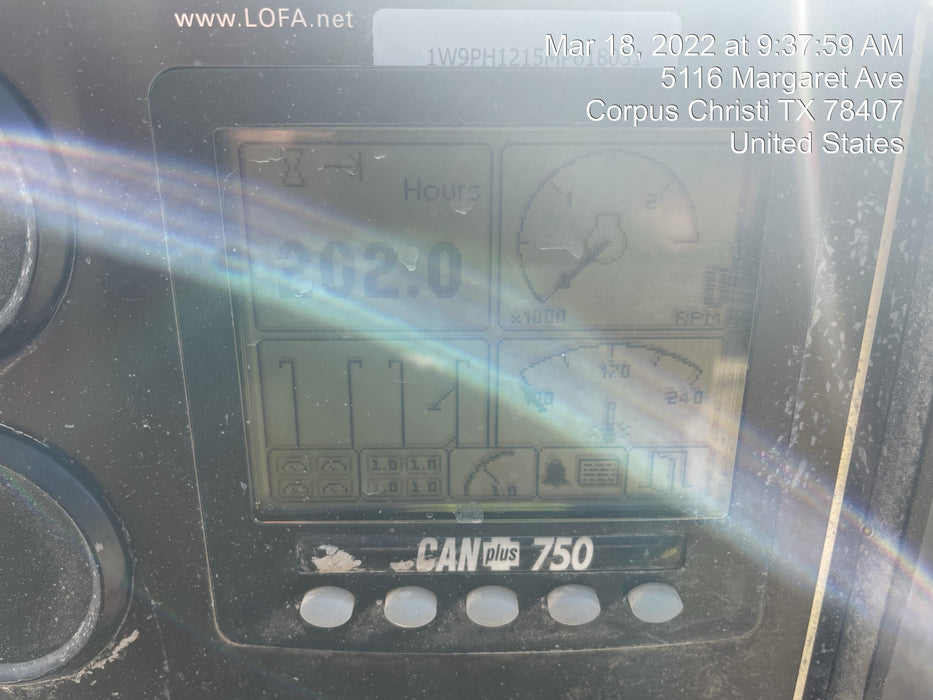 www.LOFA.net
Mar 18, 2022 at 9:37:59 AM
5116 Margaret Ave
Corpus Christi TX 78407
United States
Hours
202.0
1
2
x1000
0
RPM
170
240
1.0 1.0
1.0 1.0
1.0
CAN plus 750